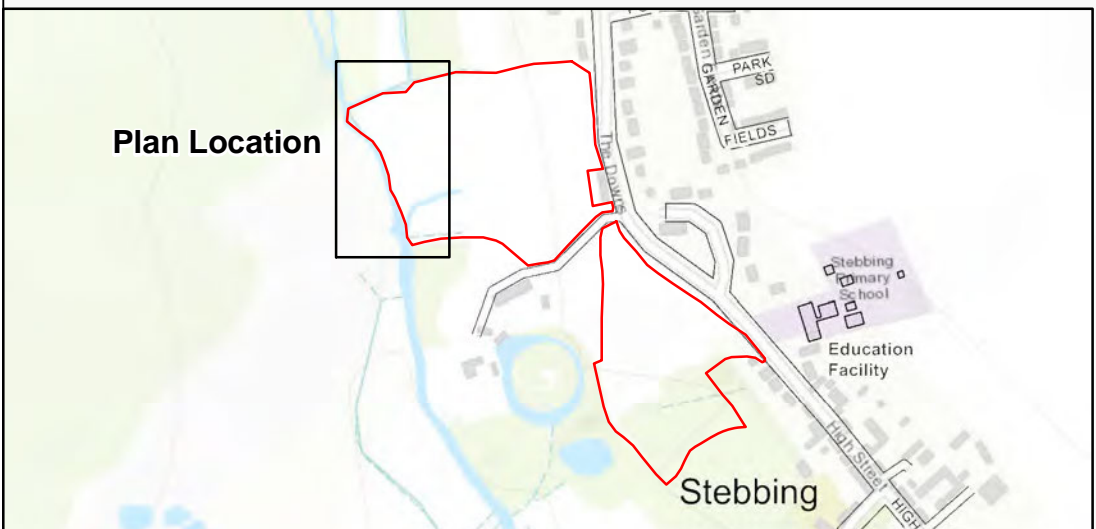 Garden
GARDEN
PARK
SD
FIELDS
Plan Location
The Downs
Stebbing
Primary
School
Education
Facility
High Street
Stebbing
HIGH